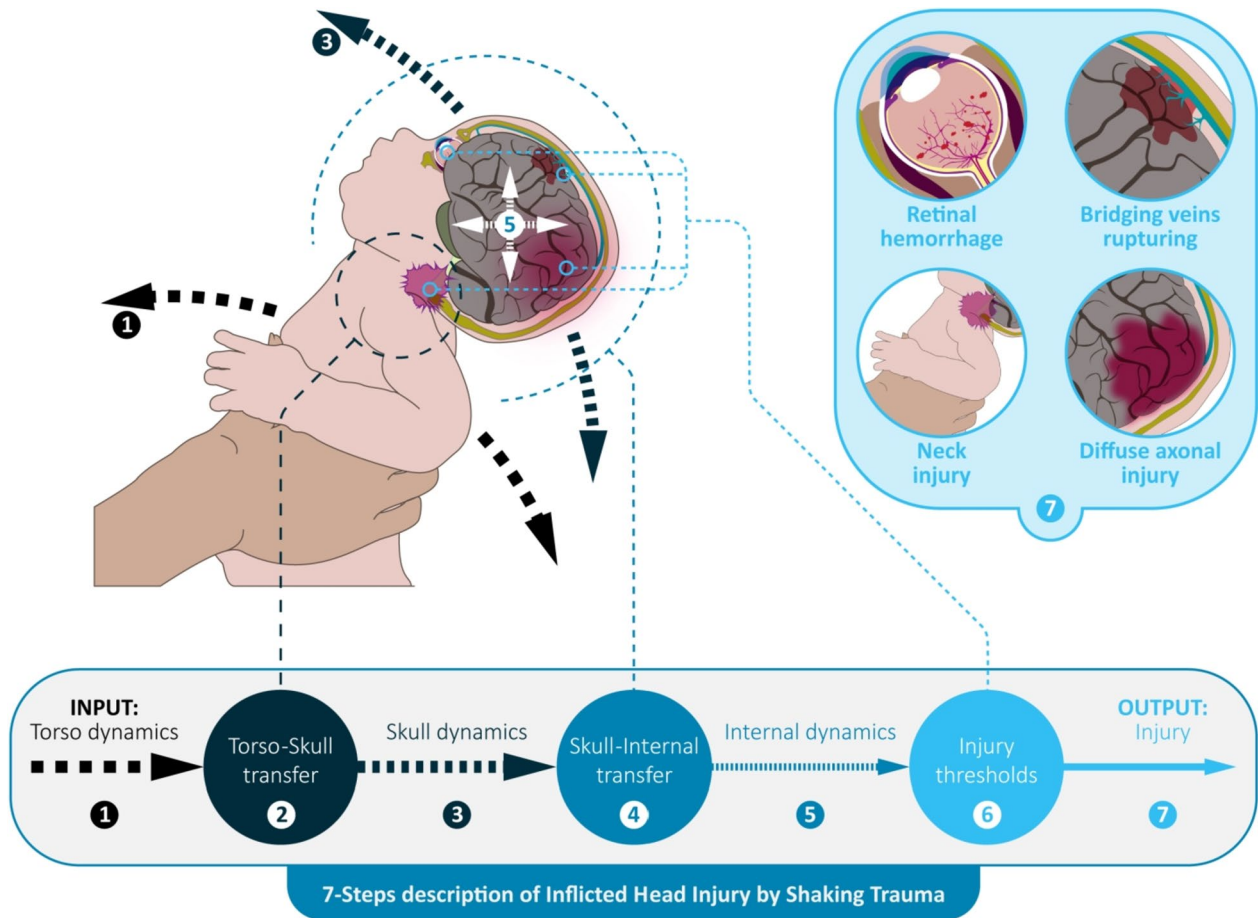 3
5
1
Retinal
hemorrhage
Bridging veins
rupturing
Neck
injury
Diffuse axonal
injury
7
INPUT:
Torso dynamics
1
Torso-Skull
transfer
2
Skull dynamics
3
Skull-Internal
transfer
4
Internal dynamics
5
Injury
thresholds
6
OUTPUT:
Injury
7
7-Steps description of Inflicted Head Injury by Shaking Trauma